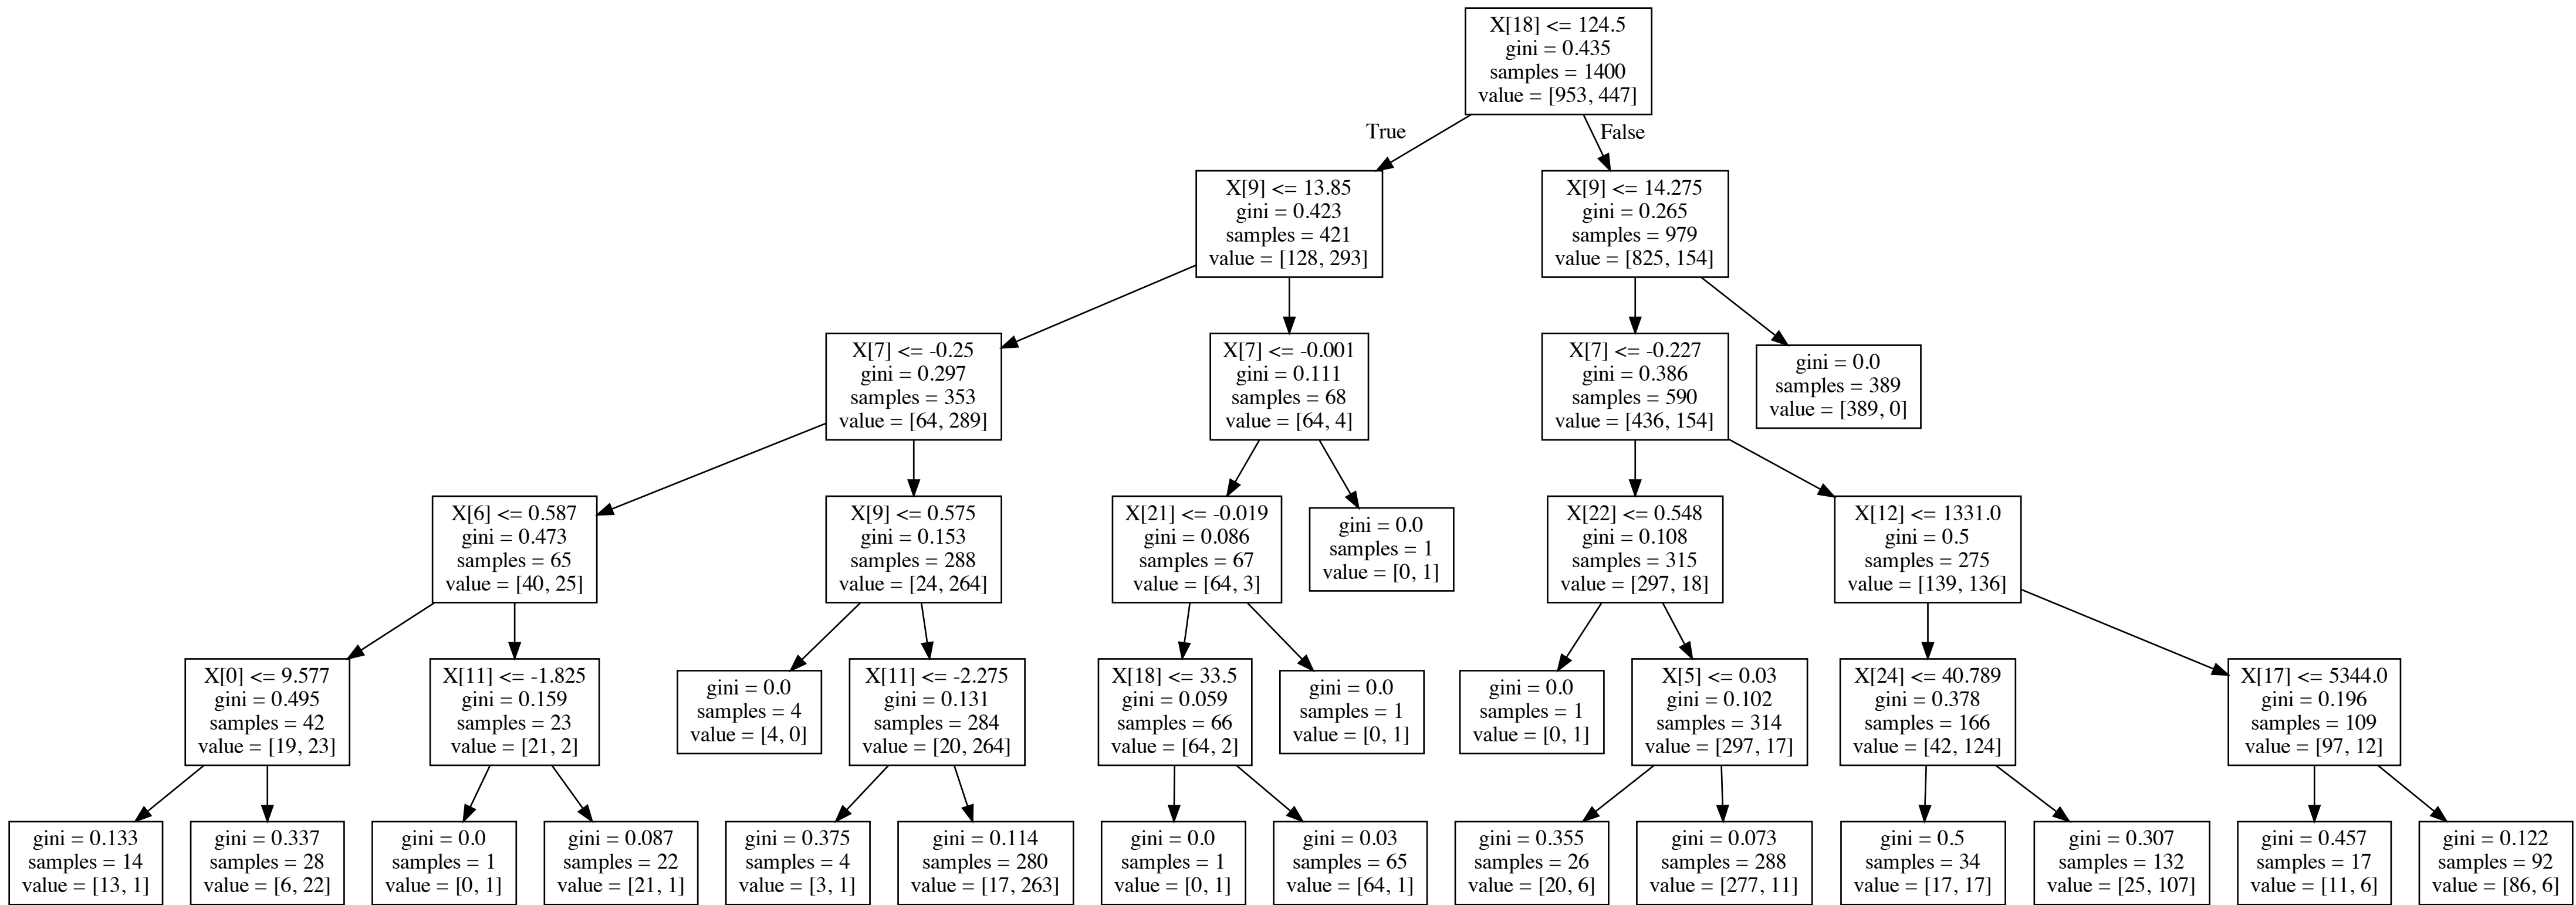 X[18] <= 124.5
gini = 0.435
samples = 1400
value = [953, 447]
True
False
X[9] <= 13.85
gini = 0.423
samples = 421
value = [128, 293]
X[9] <= 14.275
gini = 0.265
samples = 979
value = [825, 154]
X[7] <= -0.25
gini = 0.297
samples = 353
value = [64, 289]
X[7] <= -0.001
gini = 0.111
samples = 68
value = [64, 4]
X[7] <= -0.227
gini = 0.386
samples = 590
value = [436, 154]
gini = 0.0
samples = 389
value = [389, 0]
X[6] <= 0.587
gini = 0.473
samples = 65
value = [40, 25]
X[9] <= 0.575
gini = 0.153
samples = 288
value = [24, 264]
X[21] <= -0.019
gini = 0.086
samples = 67
value = [64, 3]
gini = 0.0
samples = 1
value = [0, 1]
X[22] <= 0.548
gini = 0.108
samples = 315
value = [297, 18]
X[12] <= 1331.0
gini = 0.5
samples = 275
value = [139, 136]
X[0] <= 9.577
gini = 0.495
samples = 42
value = [19, 23]
X[11] <= -1.825
gini = 0.159
samples = 23
value = [21, 2]
gini = 0.0
samples = 4
value = [4, 0]
X[11] <= -2.275
gini = 0.131
samples = 284
value = [20, 264]
X[18] <= 33.5
gini = 0.059
samples = 66
value = [64, 2]
gini = 0.0
samples = 1
value = [0, 1]
gini = 0.0
samples = 1
value = [0, 1]
X[5] <= 0.03
gini = 0.102
samples = 314
value = [297, 17]
X[24] <= 40.789
gini = 0.378
samples = 166
value = [42, 124]
X[17] <= 5344.0
gini = 0.196
samples = 109
value = [97, 12]
gini = 0.133
samples = 14
value = [13, 1]
gini = 0.337
samples = 28
value = [6, 22]
gini = 0.0
samples = 1
value = [0, 1]
gini = 0.087
samples = 22
value = [21, 1]
gini = 0.375
samples = 4
value = [3, 1]
gini = 0.114
samples = 280
value = [17, 263]
gini = 0.0
samples = 1
value = [0, 1]
gini = 0.03
samples = 65
value = [64, 1]
gini = 0.355
samples = 26
value = [20, 6]
gini = 0.073
samples = 288
value = [277, 11]
gini = 0.5
samples = 34
value = [17, 17]
gini = 0.307
samples = 132
value = [25, 107]
gini = 0.457
samples = 17
value = [11, 6]
gini = 0.122
samples = 92
value = [86, 6]